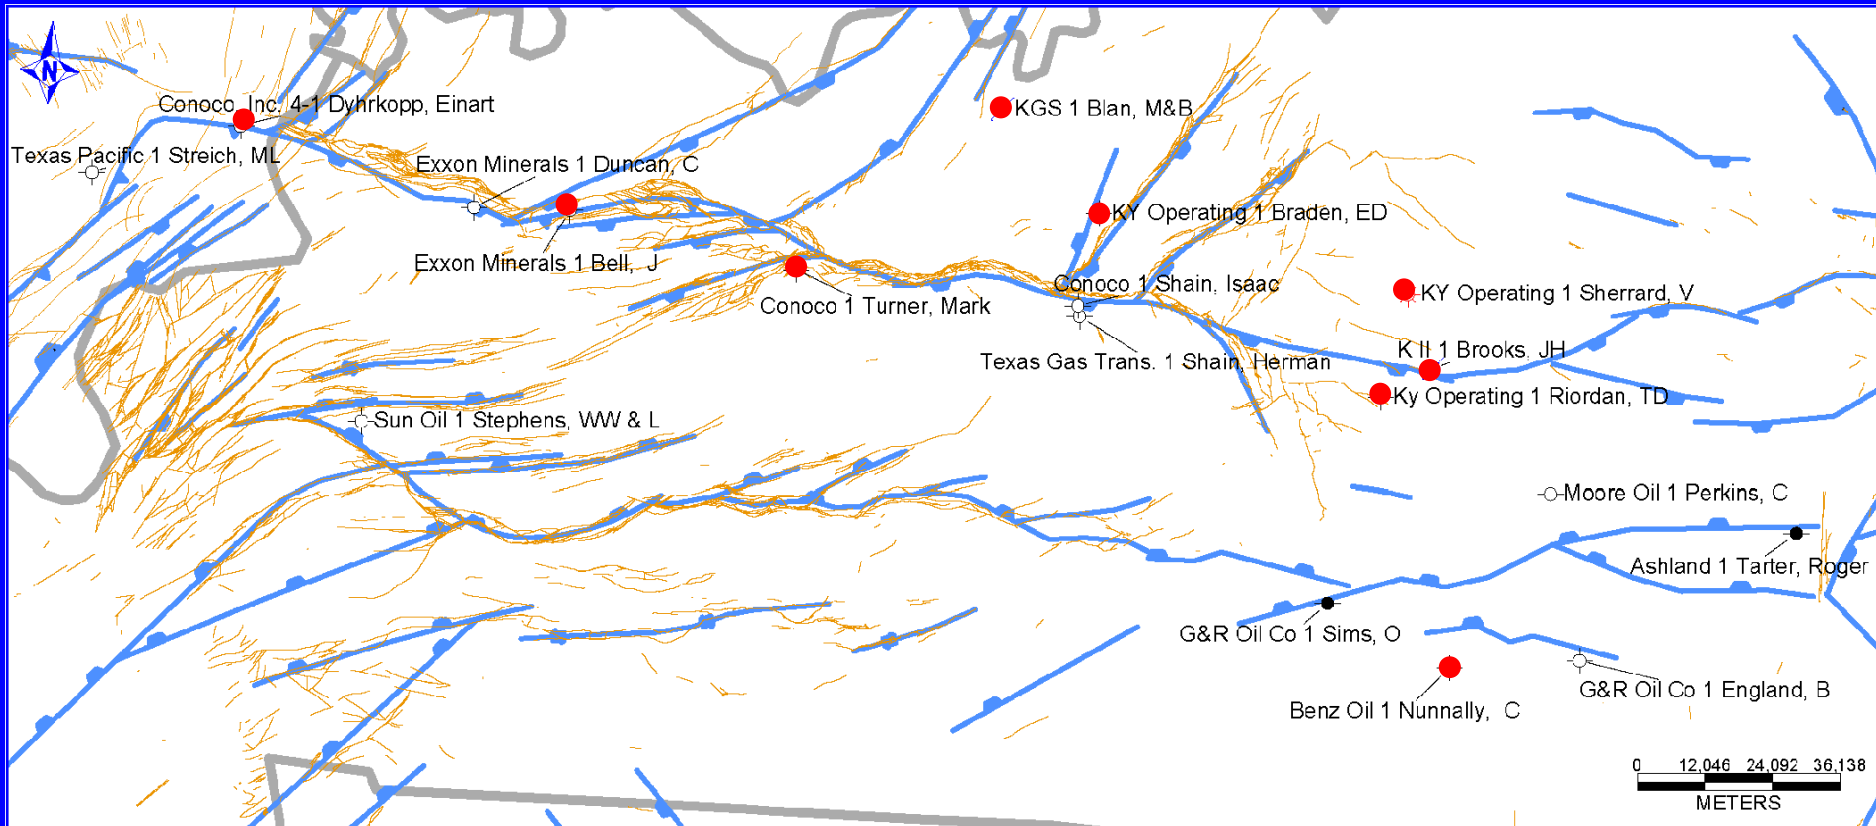 N
Conoco, Inc. 4-1 Dyhrkopp, Einart
KGS 1 Blan, M&B
Texas Pacific 1 Streich, ML
Exxon Minerals 1 Duncan, C
KY Operating 1 Braden, ED
Exxon Minerals 1 Bell, J
Conoco 1 Shain, Isaac
KY Operating 1 Sherrard, V
Conoco 1 Turner, Mark
K II 1 Brooks, JH
Texas Gas Trans. 1 Shain, Herman
Ky Operating 1 Riordan, TD
Sun Oil 1 Stephens, WW & L
Moore Oil 1 Perkins, C
Ashland 1 Tarter, Roger
G&R Oil Co 1 Sims, O
G&R Oil Co 1 England, B
Benz Oil 1 Nunnally, C
0 12,046 24,092 36,138
METERS